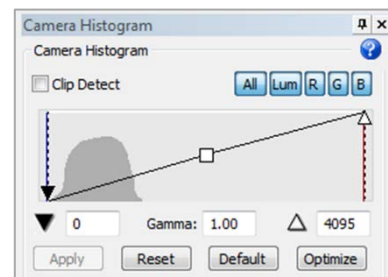 Camera Histogram
Camera Histogram
Clip Detect All Lum R G B
0 Gamma: 1.00 4095
Apply Reset Default Optimize